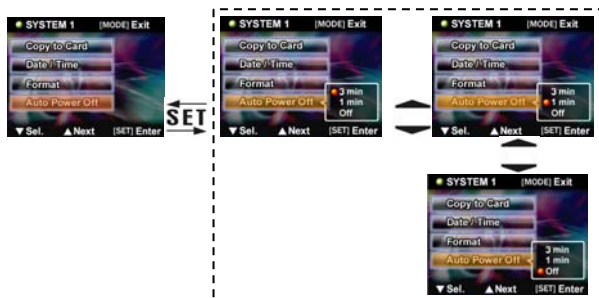 SYSTEM 1 [MODE] Exit
Copy to Card
Date / Time
Format
Auto Power Off
▼ Sel. ▲ Next [SET] Enter
SET
SYSTEM 1 [MODE] Exit
Copy to Card
Date / Time
Format
Auto Power Off
3 min
1 min
Off
▼ Sel. ▲ Next [SET] Enter
SYSTEM 1 [MODE] Exit
Copy to Card
Date / Time
Format
Auto Power Off
3 min
1 min
Off
▼ Sel. ▲ Next [SET] Enter
SYSTEM 1 [MODE] Exit
Copy to Card
Date / Time
Format
Auto Power Off
3 min
1 min
Off
▼ Sel. ▲ Next [SET] Enter